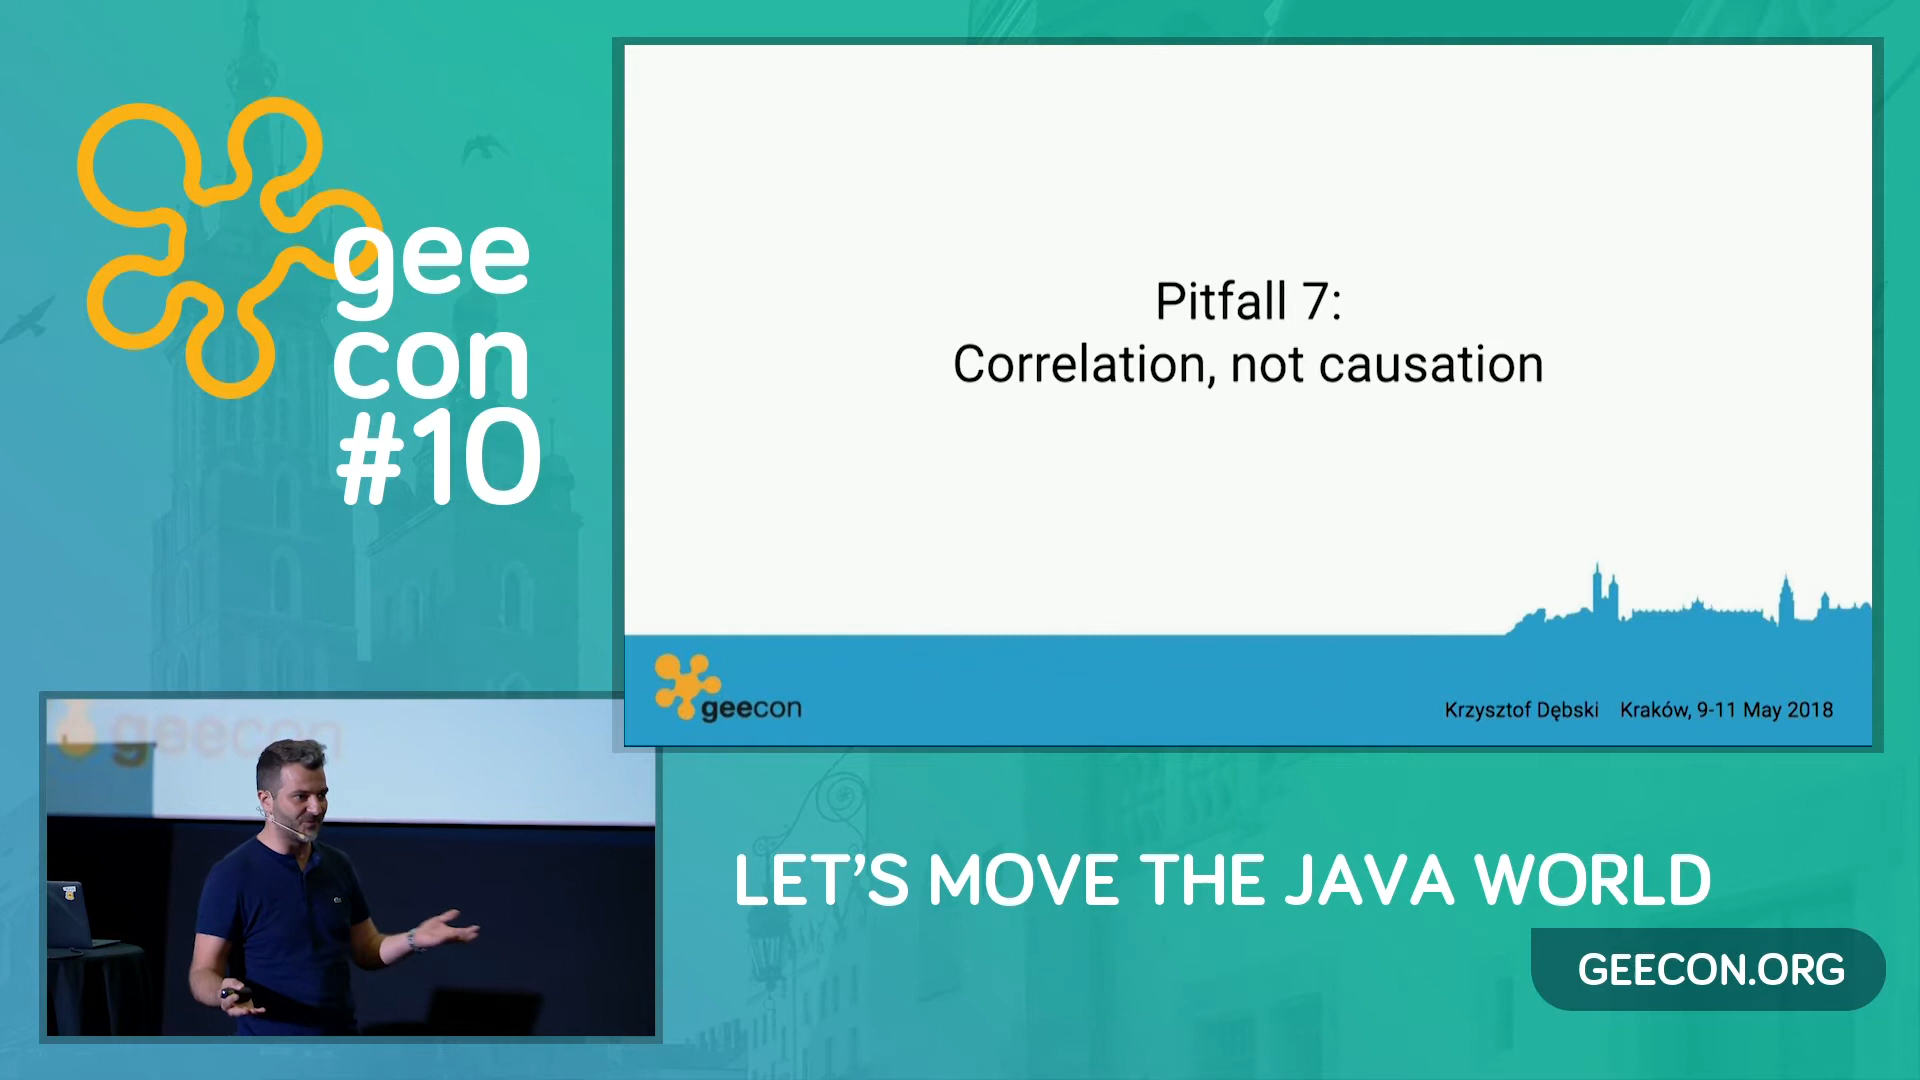 gee
con
#10
Pitfall 7:
Correlation, not causation
geecon
Krzysztof Dębski Kraków, 9-11 May 2018
geecon
LET'S MOVE THE JAVA WORLD
GEECON.ORG